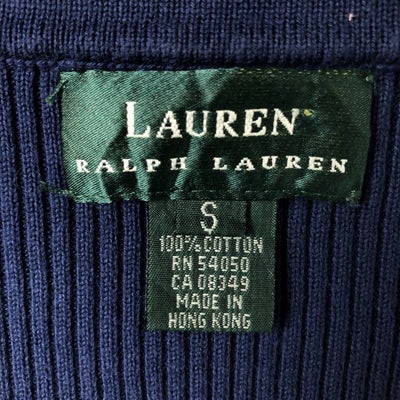 LAUREN
RALPH LAUREN
S
100% COTTON
RN 54050
CA 08349
MADE IN
HONG KONG